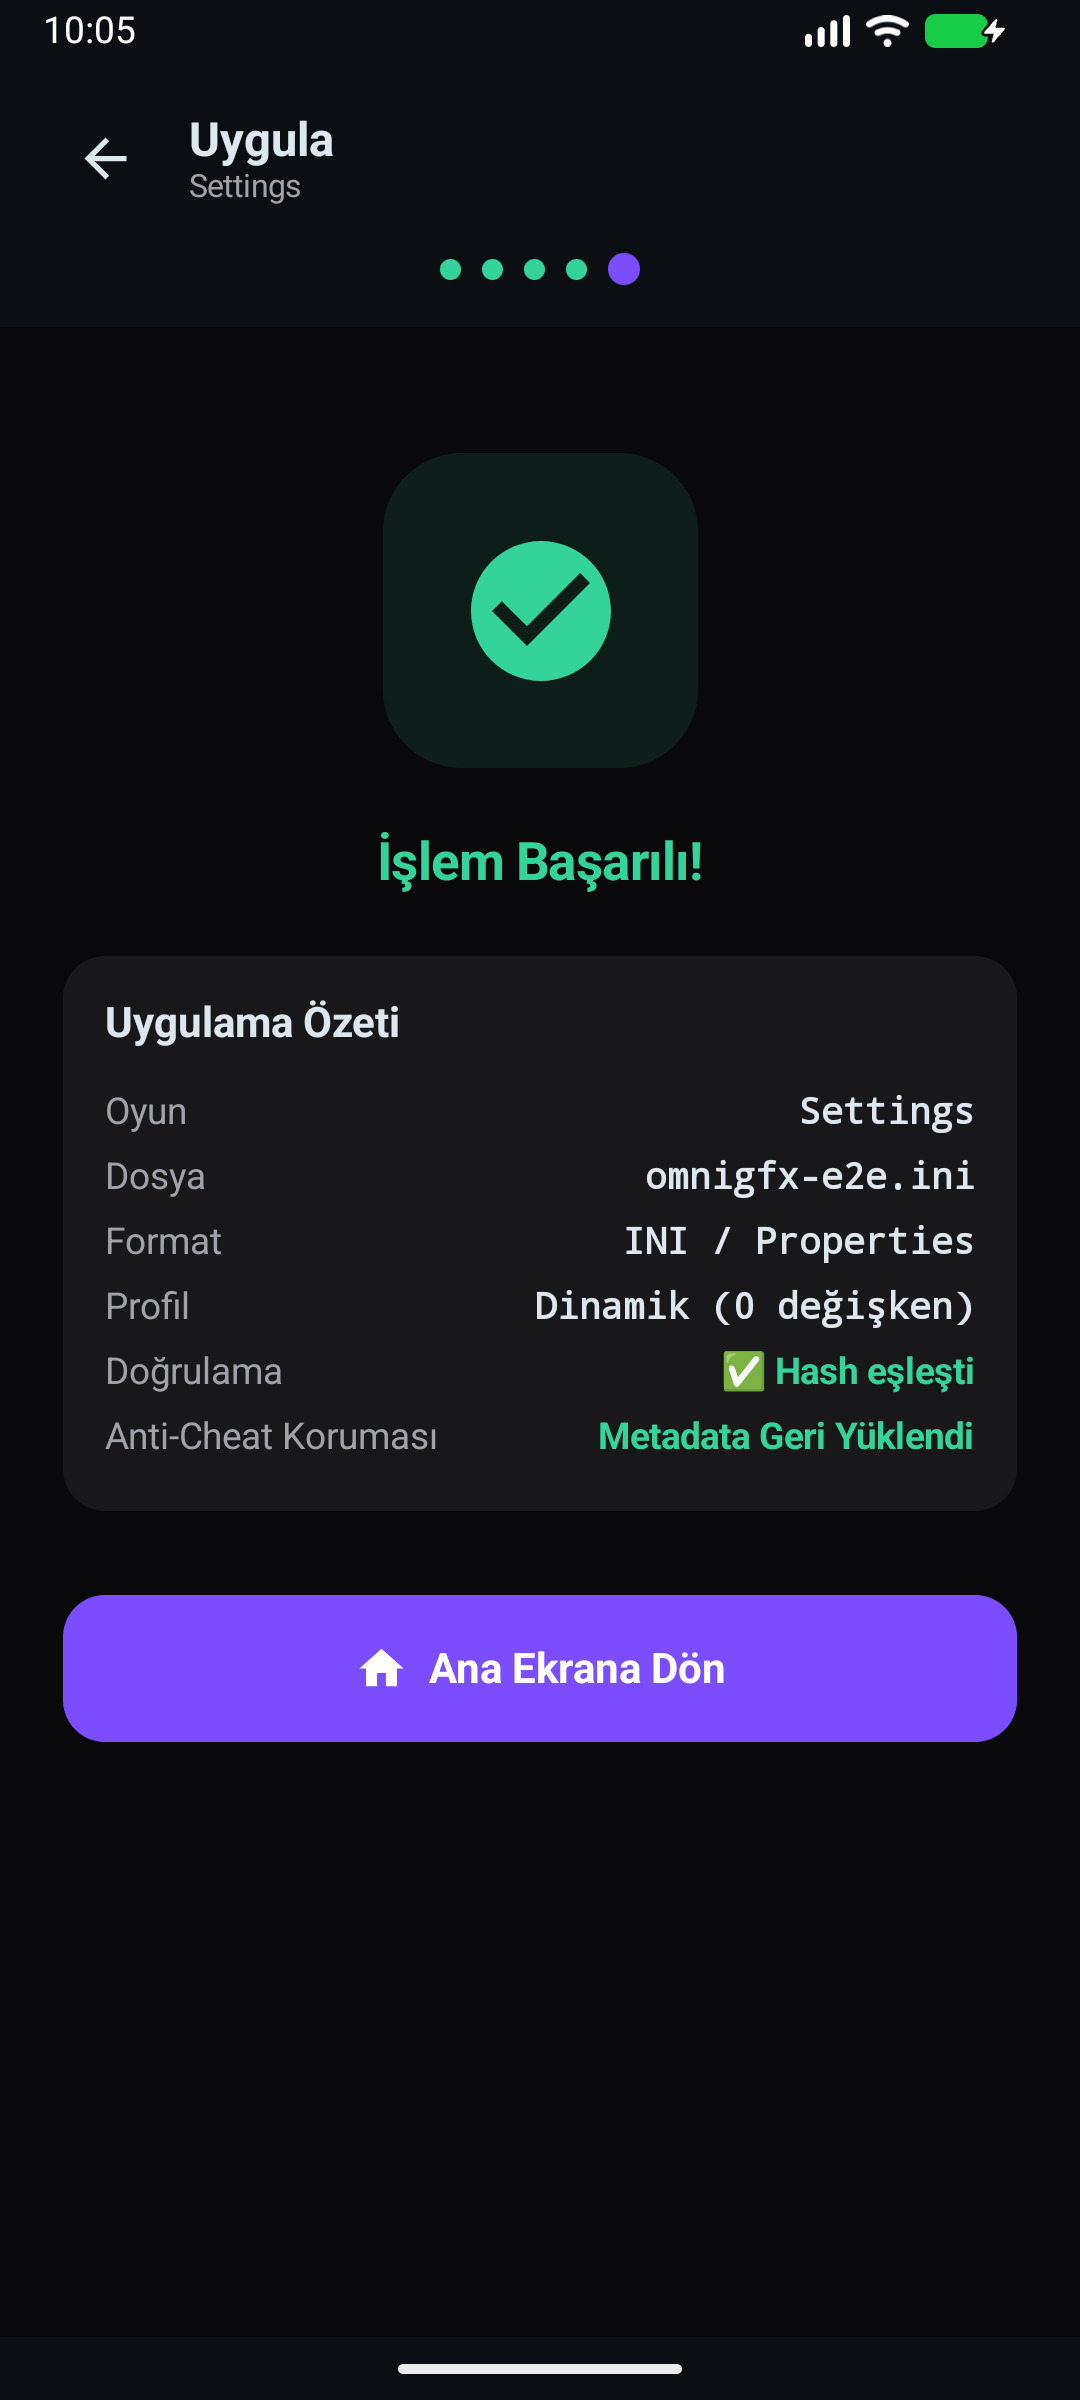 10:05
Uygula
Settings
İşlem Başarılı!
Uygulama Özeti
Oyun Settings
Dosya omnigfx-e2e.ini
Format INI / Properties
Profil Dinamik (0 değişken)
Doğrulama ✅ Hash eşleşti
Anti-Cheat Koruması Metadata Geri Yüklendi
Ana Ekrana Dön